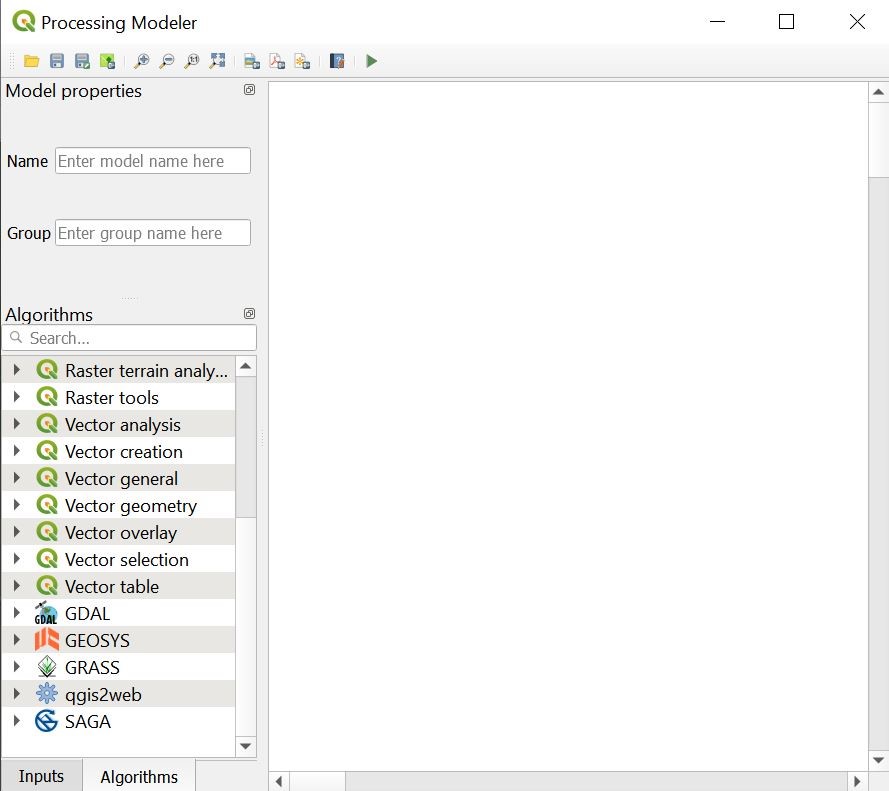 Processing Modeler
Model properties
Name Enter model name here
Group Enter group name here
Algorithms
Search...
Raster terrain analy...
Raster tools
Vector analysis
Vector creation
Vector general
Vector geometry
Vector overlay
Vector selection
Vector table
GDAL GDAL
GEOSYS
GRASS
qgis2web
SAGA
Inputs Algorithms